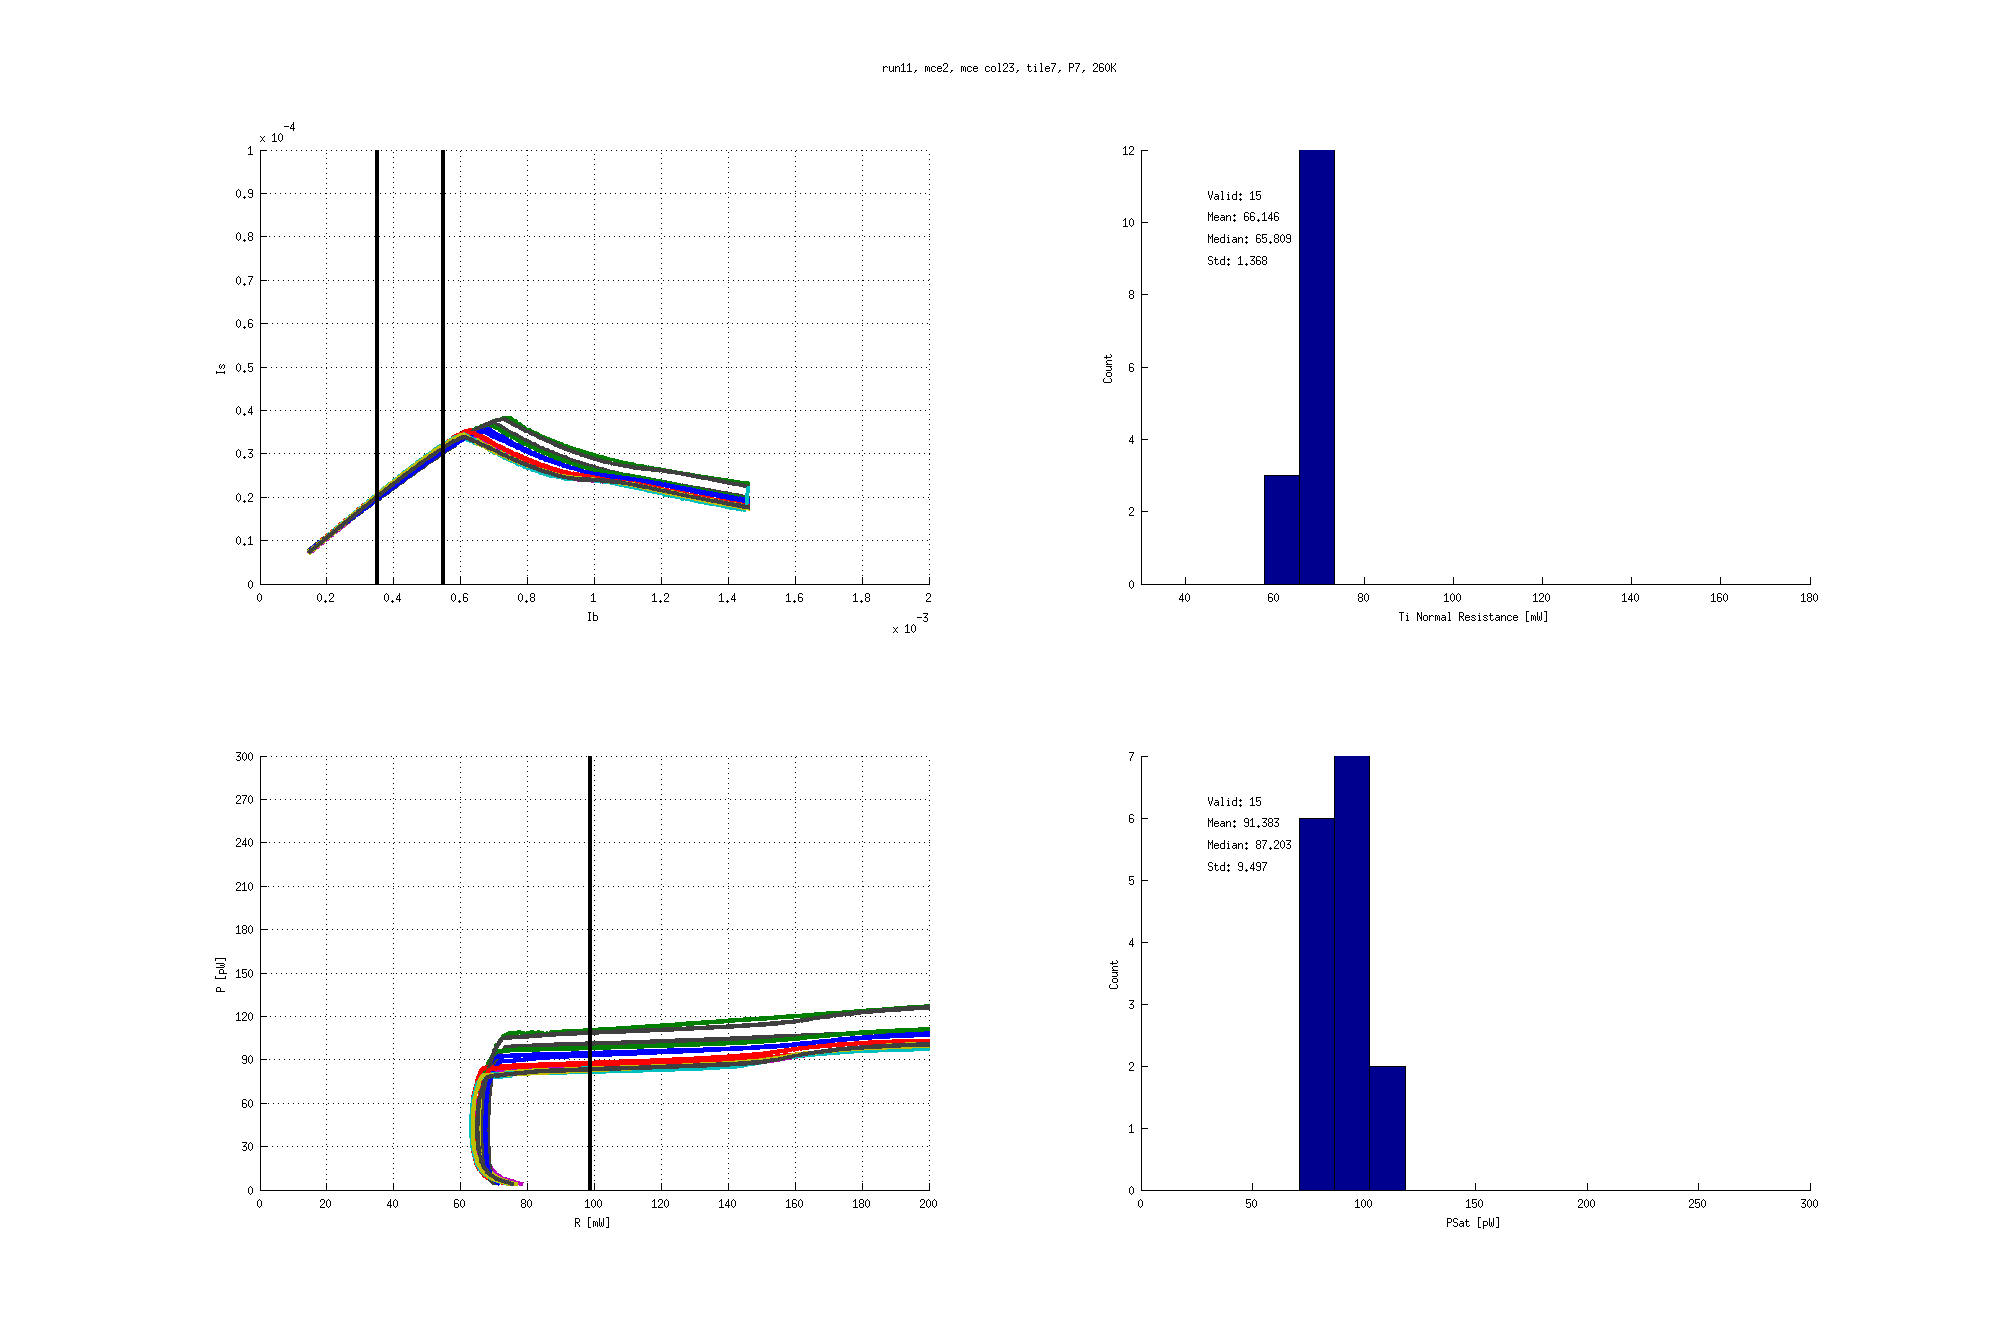 run11, mce2, mce col23, tile7, P7, 260K
x 10^-4
1
0.9
0.8
0.7
0.6
0.5
0.4
0.3
0.2
0.1
0
Is
0 0.2 0.4 0.6 0.8 1 1.2 1.4 1.6 1.8 2
Ib
x 10^-3
12
10
8
6
4
2
0
Count
Valid: 15
Mean: 66.146
Median: 65.809
Std: 1.368
40 60 80 100 120 140 160 180
Ti Normal Resistance [mW]
300
270
240
210
180
150
120
90
60
30
0
P [pW]
0 20 40 60 80 100 120 140 160 180 200
R [mW]
7
6
5
4
3
2
1
0
Count
Valid: 15
Mean: 91.383
Median: 87.203
Std: 9.497
0 50 100 150 200 250 300
PSat [pW]